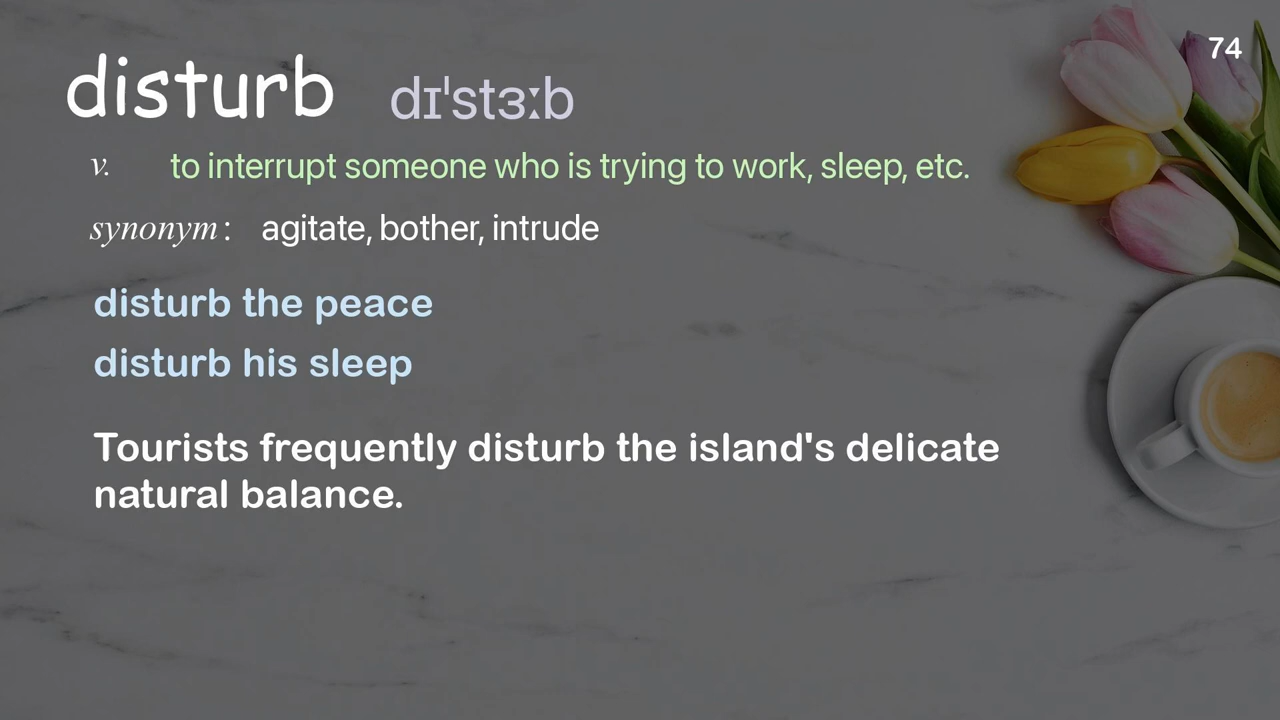 74
disturb dɪˈstɜːb
v. to interrupt someone who is trying to work, sleep, etc.
synonym: agitate, bother, intrude
disturb the peace
disturb his sleep
Tourists frequently disturb the island's delicate
natural balance.